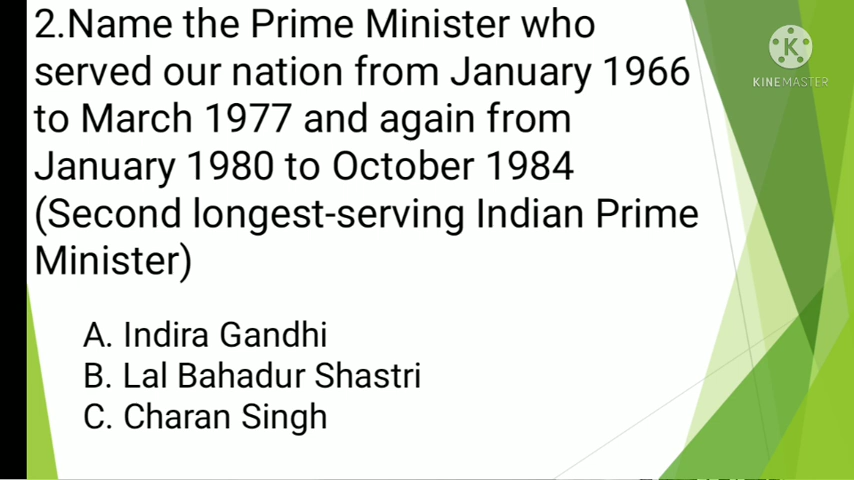 2.Name the Prime Minister who
served our nation from January 1966
to March 1977 and again from
January 1980 to October 1984
(Second longest-serving Indian Prime
Minister)
A. Indira Gandhi
B. Lal Bahadur Shastri
C. Charan Singh
K
KINEMASTER